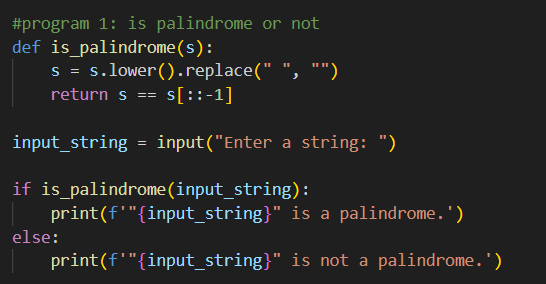 #program 1: is palindrome or not
def is_palindrome(s):
    s = s.lower().replace(" ", "")
    return s == s[::-1]

input_string = input("Enter a string: ")

if is_palindrome(input_string):
    print(f'"{input_string}" is a palindrome.')
else:
    print(f'"{input_string}" is not a palindrome.')